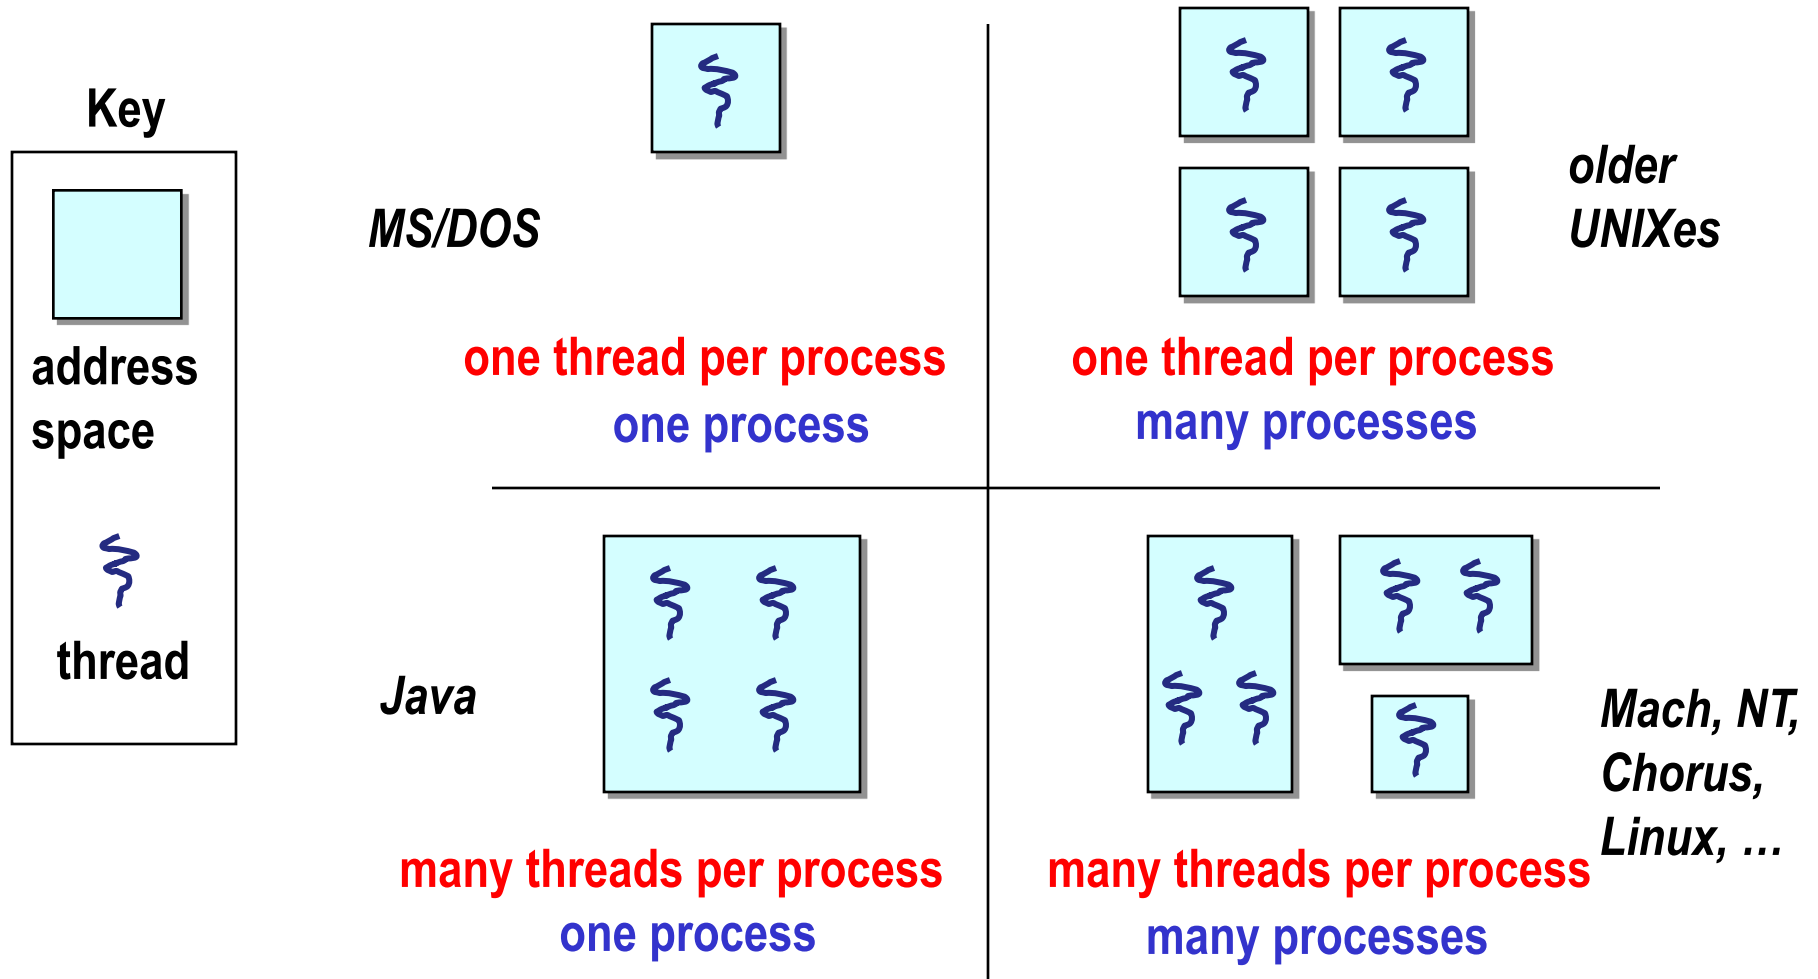 Key
address
space
thread
MS/DOS
one thread per process
one process
older
UNIXes
one thread per process
many processes
Java
many threads per process
one process
Mach, NT,
Chorus,
Linux, …
many threads per process
many processes